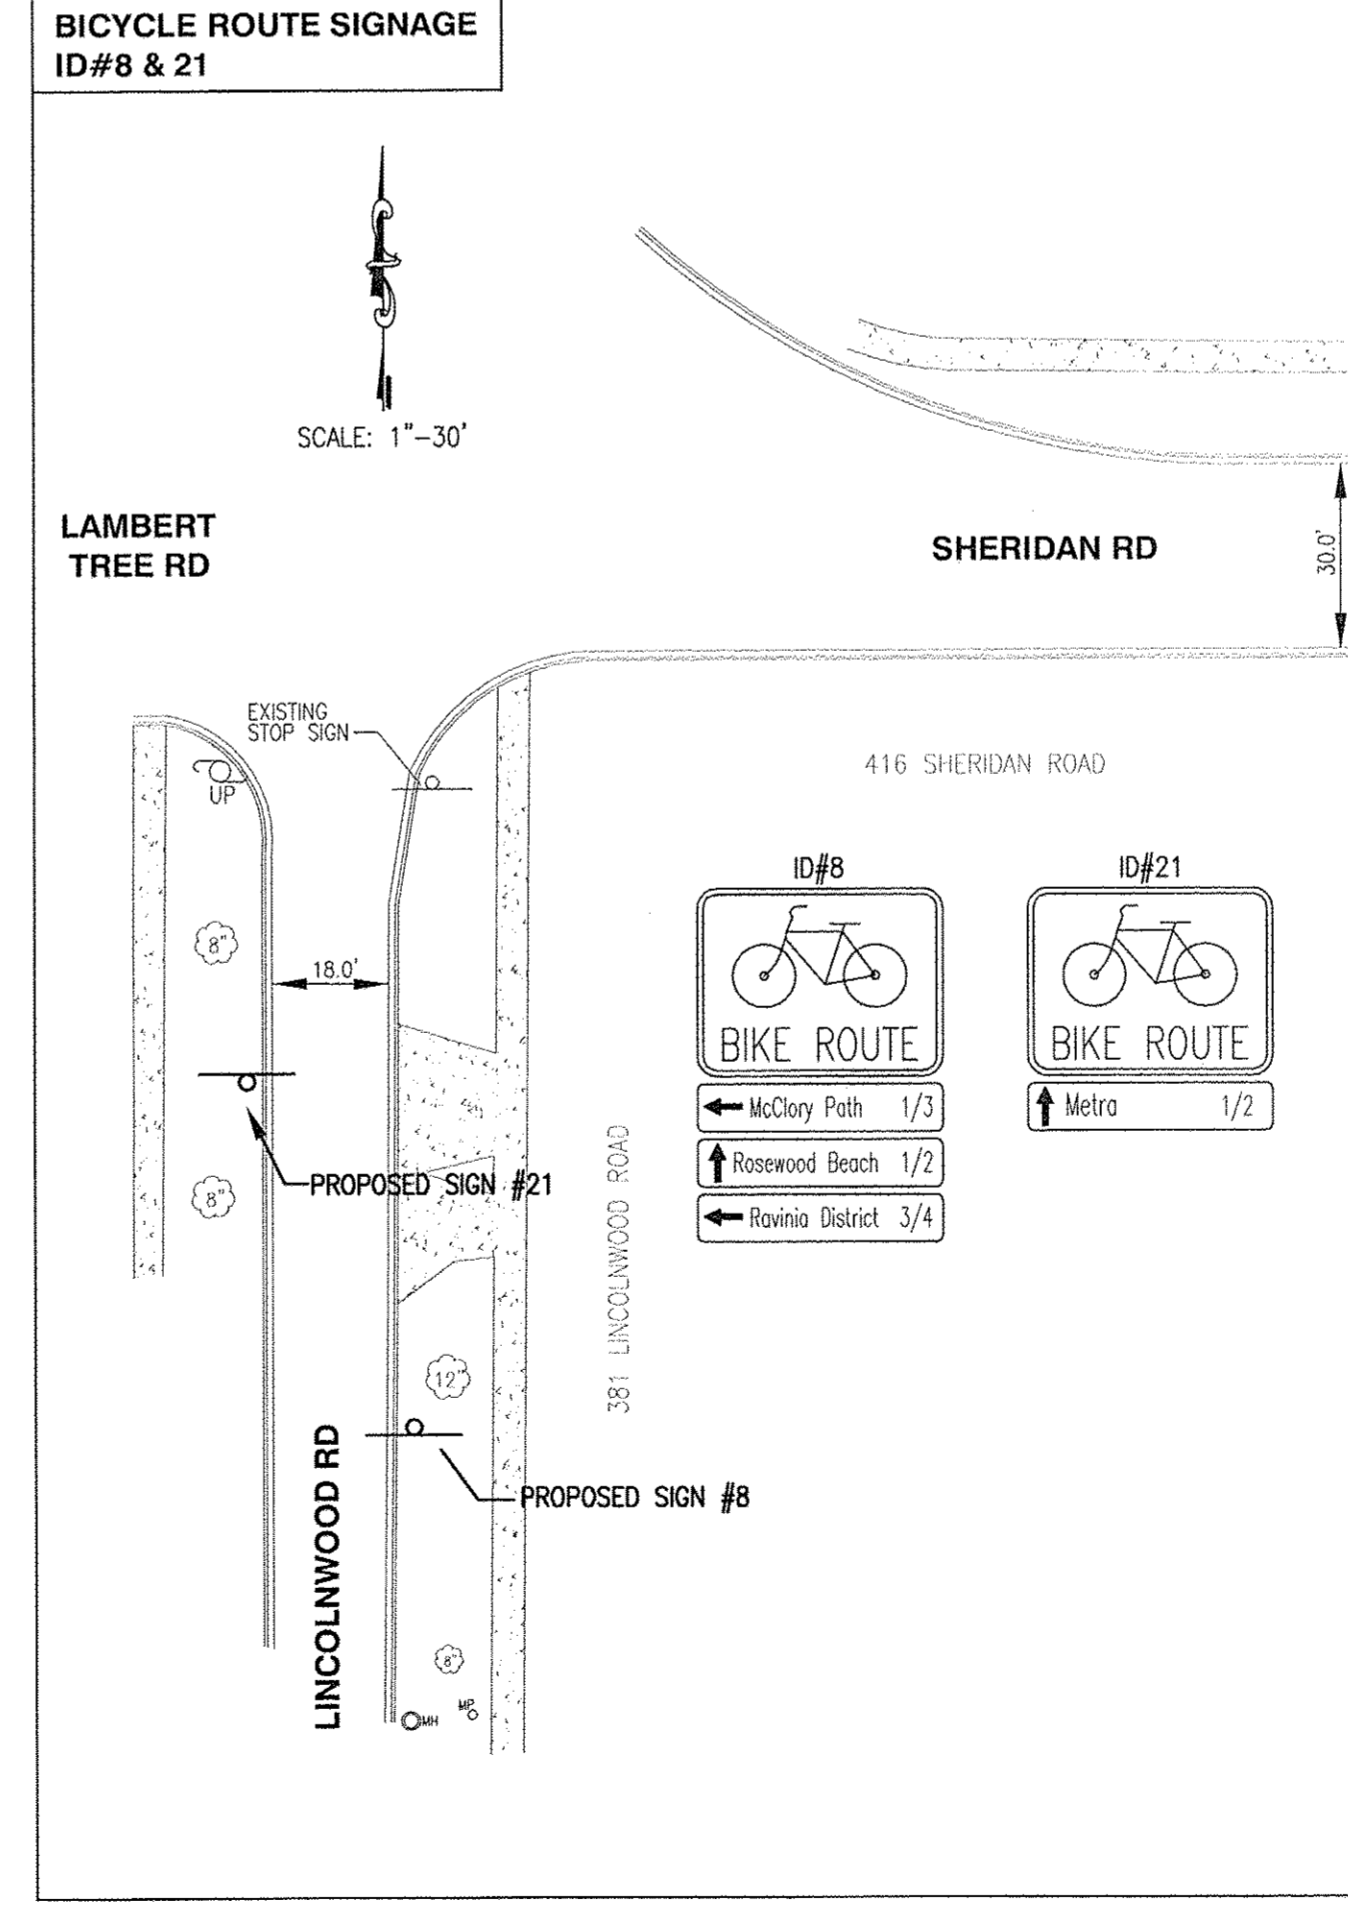 BICYCLE ROUTE SIGNAGE
ID#8 & 21
SCALE: 1"-30'
LAMBERT
TREE RD
SHERIDAN RD
30.0'
EXISTING
STOP SIGN
UP
416 SHERIDAN ROAD
8"
18.0'
ID#8
BIKE ROUTE
McClory Path 1/3
Rosewood Beach 1/2
Ravinia District 3/4
ID#21
BIKE ROUTE
Metra 1/2
PROPOSED SIGN #21
8"
381 LINCOLNWOOD ROAD
12"
PROPOSED SIGN #8
LINCOLNWOOD RD
8"
MH
MP